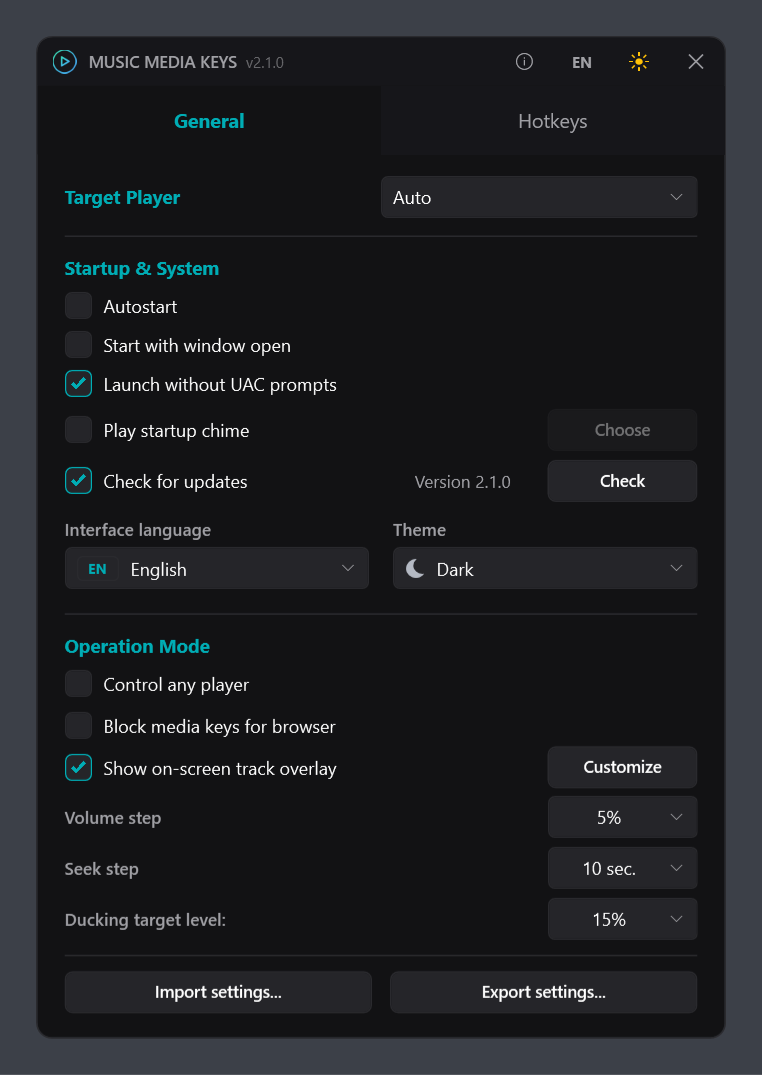 MUSIC MEDIA KEYS v2.1.0 EN
General Hotkeys
Target Player Auto
Startup & System
Autostart
Start with window open
Launch without UAC prompts
Play startup chime Choose
Check for updates Version 2.1.0 Check
Interface language Theme
EN English Dark
Operation Mode
Control any player
Block media keys for browser
Show on-screen track overlay Customize
Volume step 5%
Seek step 10 sec.
Ducking target level: 15%
Import settings... Export settings...